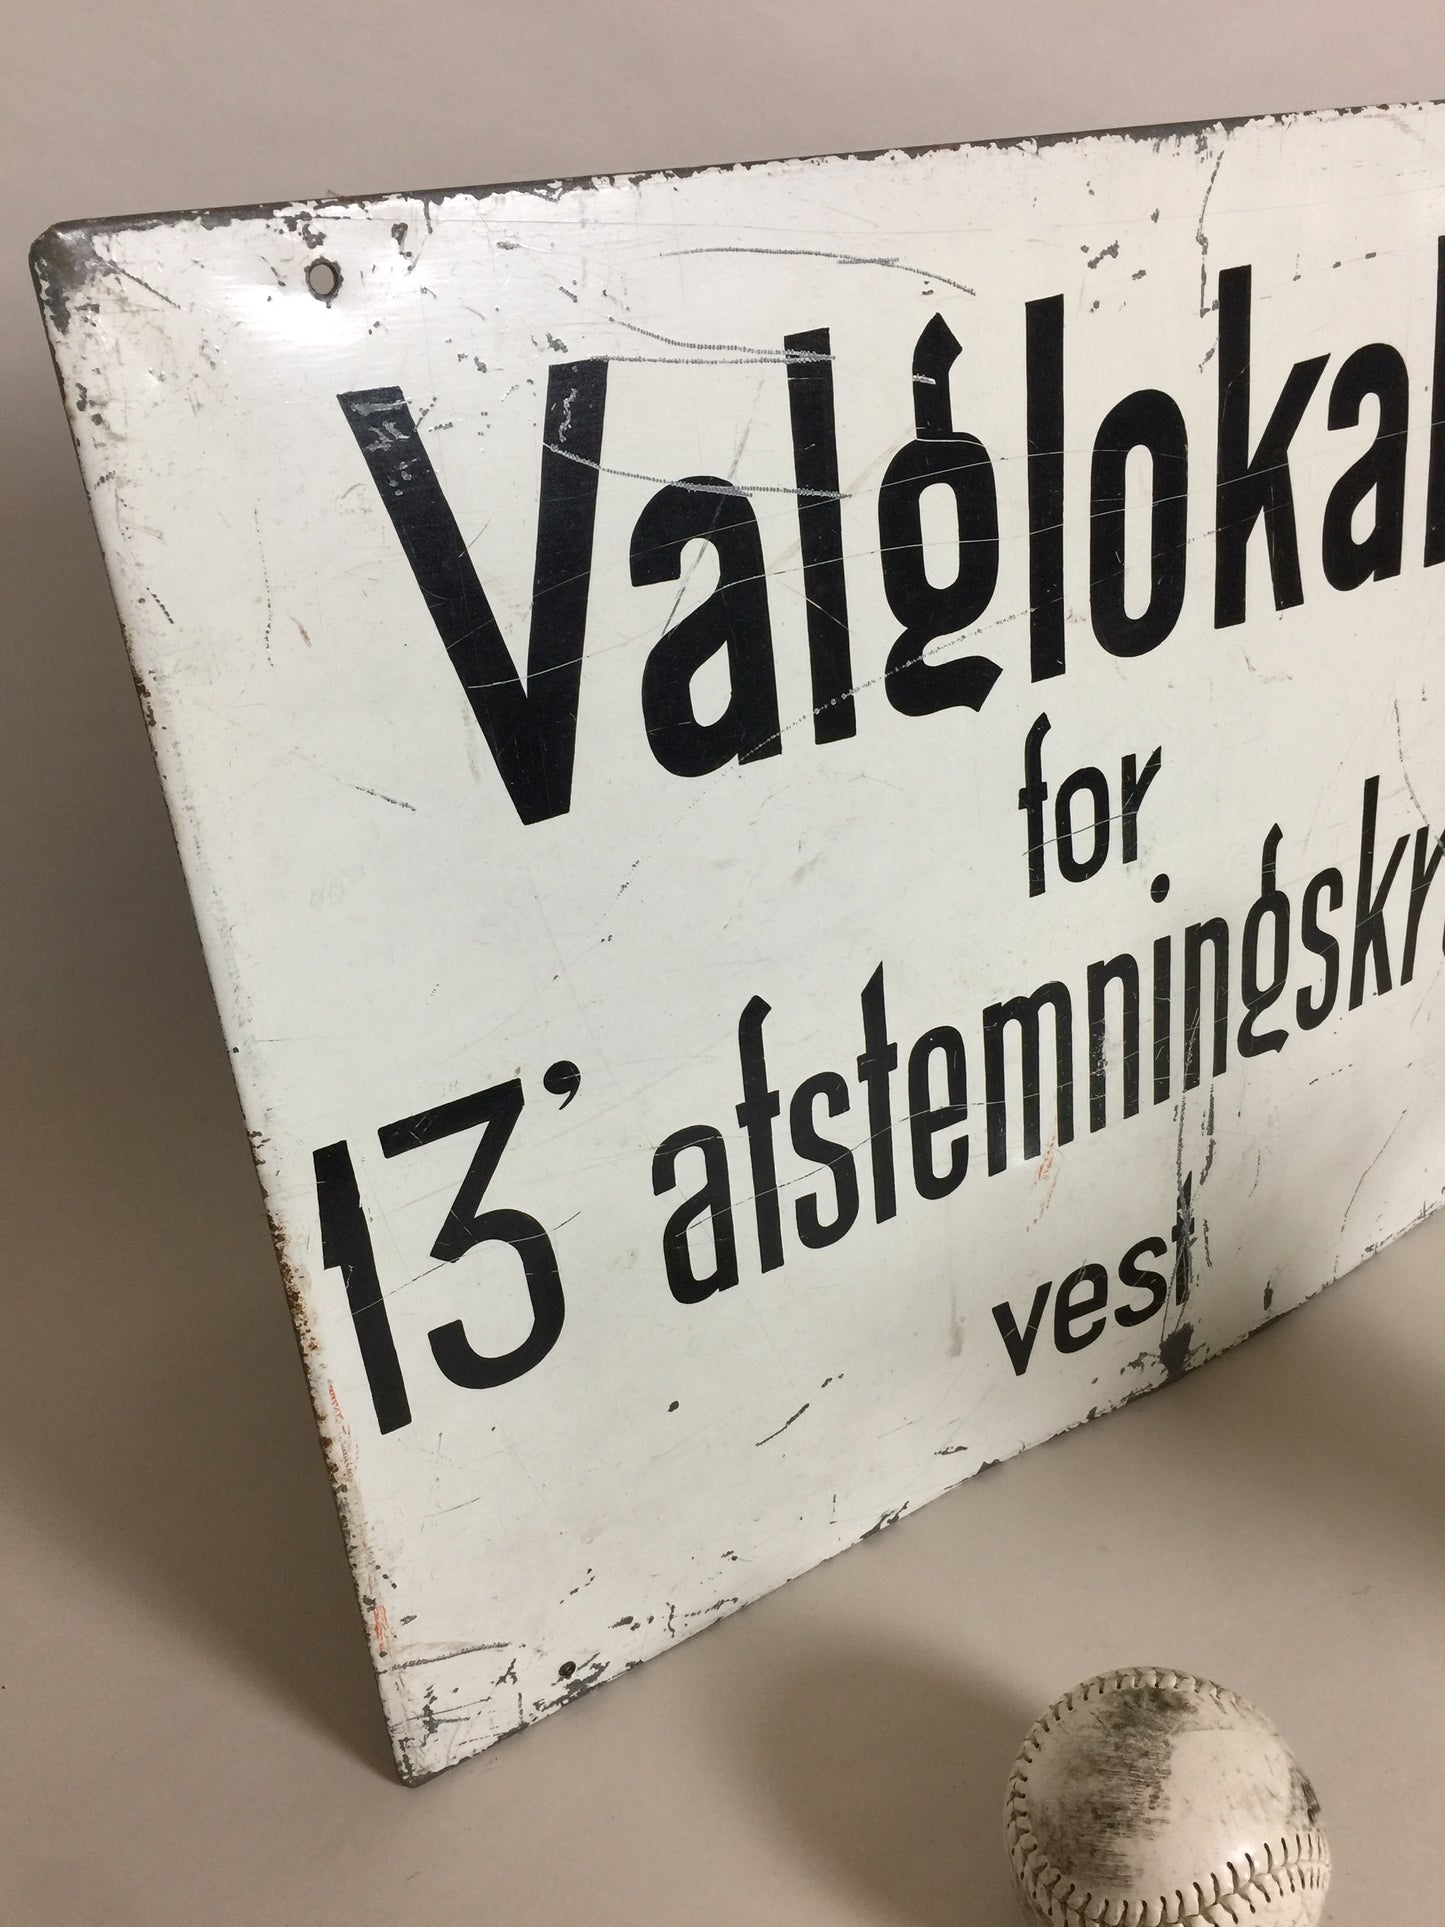 Valglokal
for
13' afstemningskr
vest